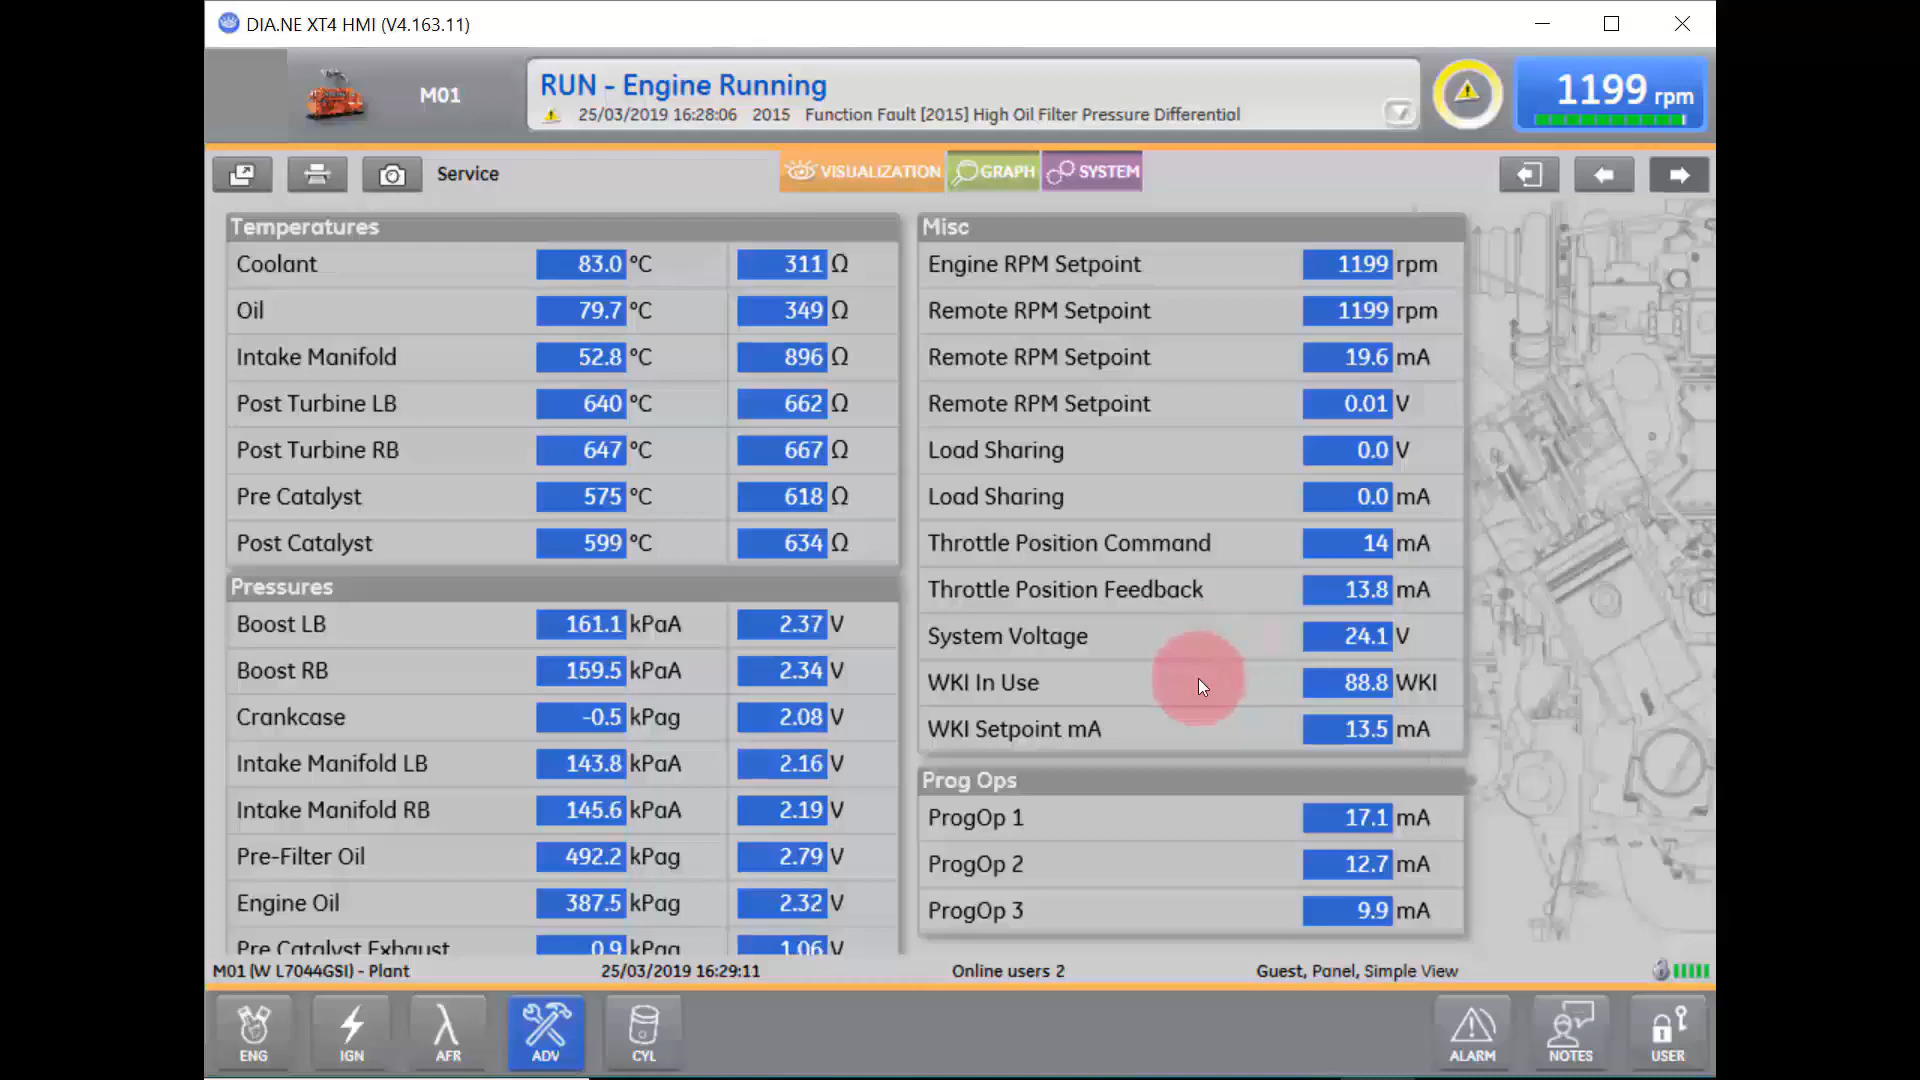 DIA.NE XT4 HMI (V4.163.11)
M01
RUN - Engine Running
25/03/2019 16:28:06 2015 Function Fault [2015] High Oil Filter Pressure Differential
1199 rpm
Service
VISUALIZATION
GRAPH
SYSTEM
Temperatures
Coolant 83.0 °C 311 Ω
Oil 79.7 °C 349 Ω
Intake Manifold 52.8 °C 896 Ω
Post Turbine LB 640 °C 662 Ω
Post Turbine RB 647 °C 667 Ω
Pre Catalyst 575 °C 618 Ω
Post Catalyst 599 °C 634 Ω
Pressures
Boost LB 161.1 kPaA 2.37 V
Boost RB 159.5 kPaA 2.34 V
Crankcase -0.5 kPag 2.08 V
Intake Manifold LB 143.8 kPaA 2.16 V
Intake Manifold RB 145.6 kPaA 2.19 V
Pre-Filter Oil 492.2 kPag 2.79 V
Engine Oil 387.5 kPag 2.32 V
Pre Catalyst Exhaust 0.9 kPag 1.06 V
Misc
Engine RPM Setpoint 1199 rpm
Remote RPM Setpoint 1199 rpm
Remote RPM Setpoint 19.6 mA
Remote RPM Setpoint 0.01 V
Load Sharing 0.0 V
Load Sharing 0.0 mA
Throttle Position Command 14 mA
Throttle Position Feedback 13.8 mA
System Voltage 24.1 V
WKI In Use 88.8 WKI
WKI Setpoint mA 13.5 mA
Prog Ops
ProgOp 1 17.1 mA
ProgOp 2 12.7 mA
ProgOp 3 9.9 mA
M01 (W L7044GSI) - Plant
25/03/2019 16:29:11
Online users 2
Guest, Panel, Simple View
ENG
IGN
AFR
ADV
CYL
ALARM
NOTES
USER